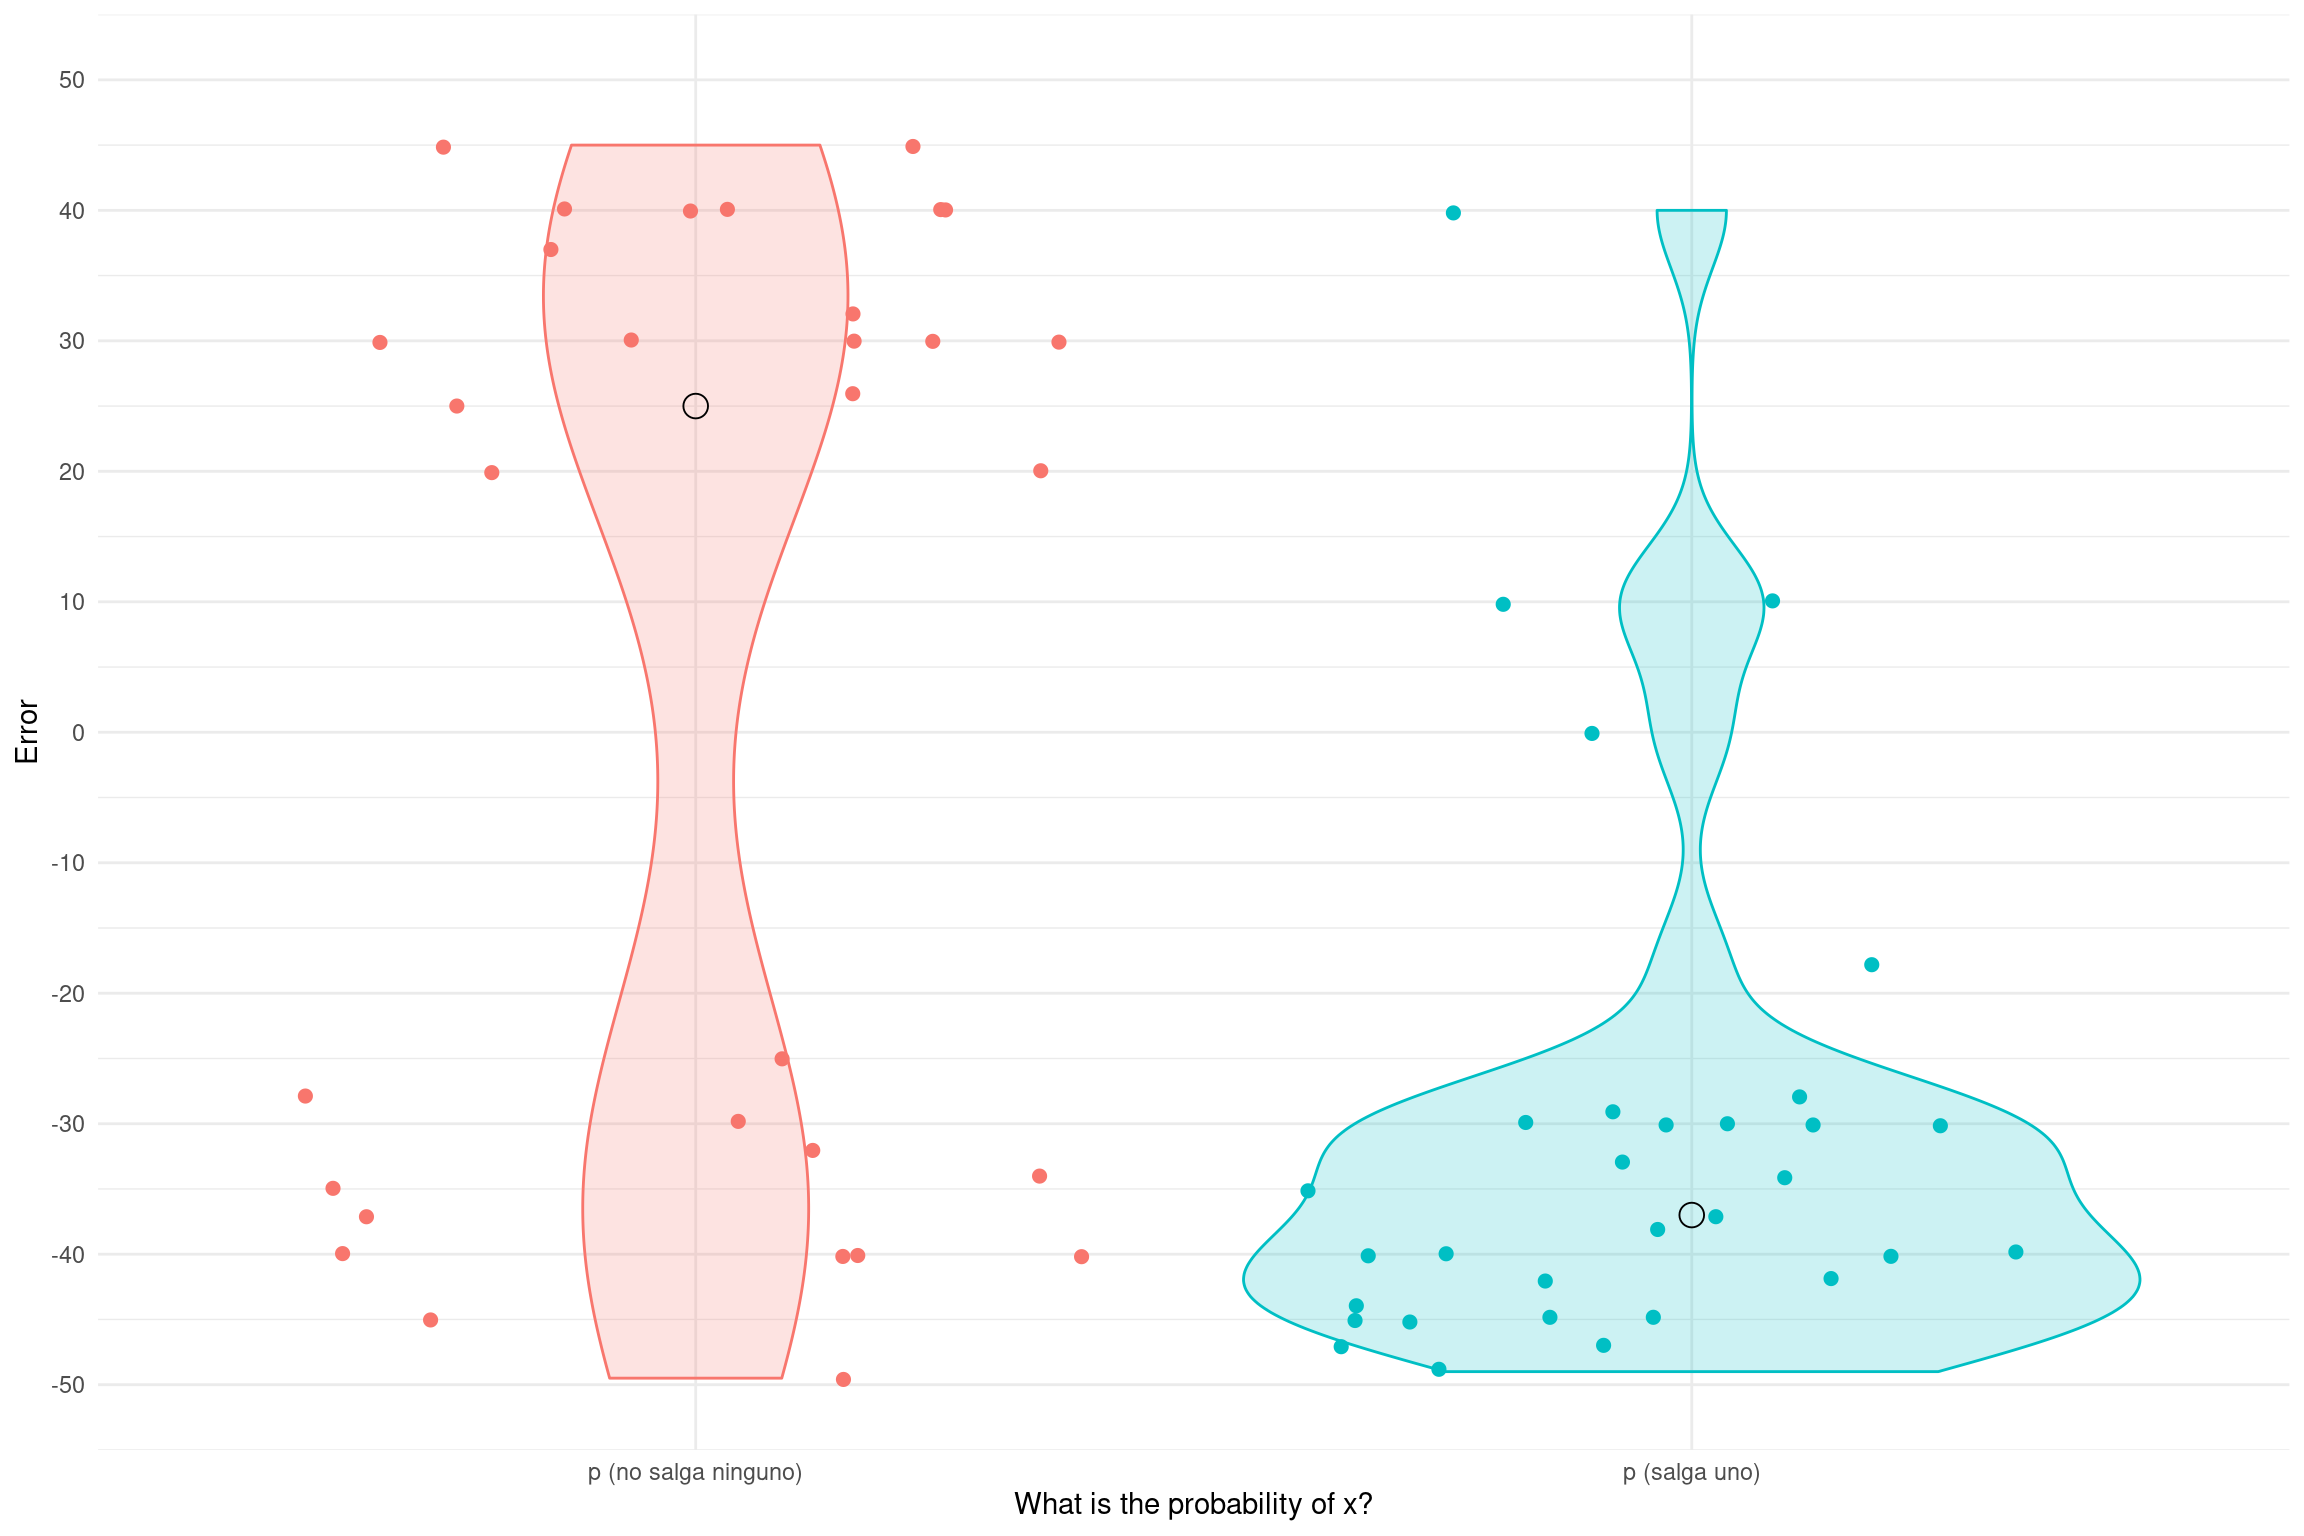 50
40
30
20
10
0
-10
-20
-30
-40
-50
Error
p (no salga ninguno)
p (salga uno)
What is the probability of x?